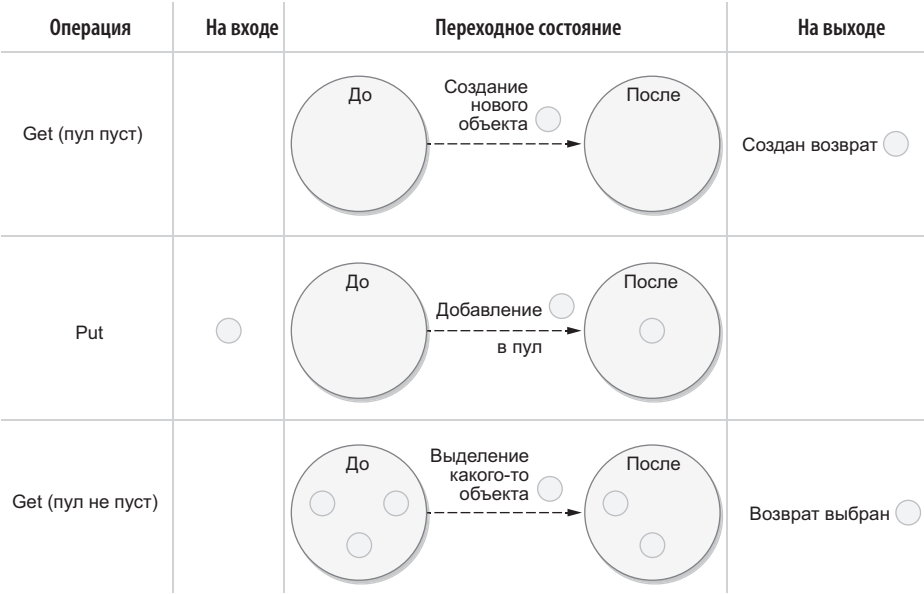 Операция На входе Переходное состояние На выходе
До
Создание
нового
объекта
После
Get (пул пуст)
Создан возврат
До
Добавление
в пул
После
Put
До
Выделение
какого-то
объекта
После
Get (пул не пуст)
Возврат выбран